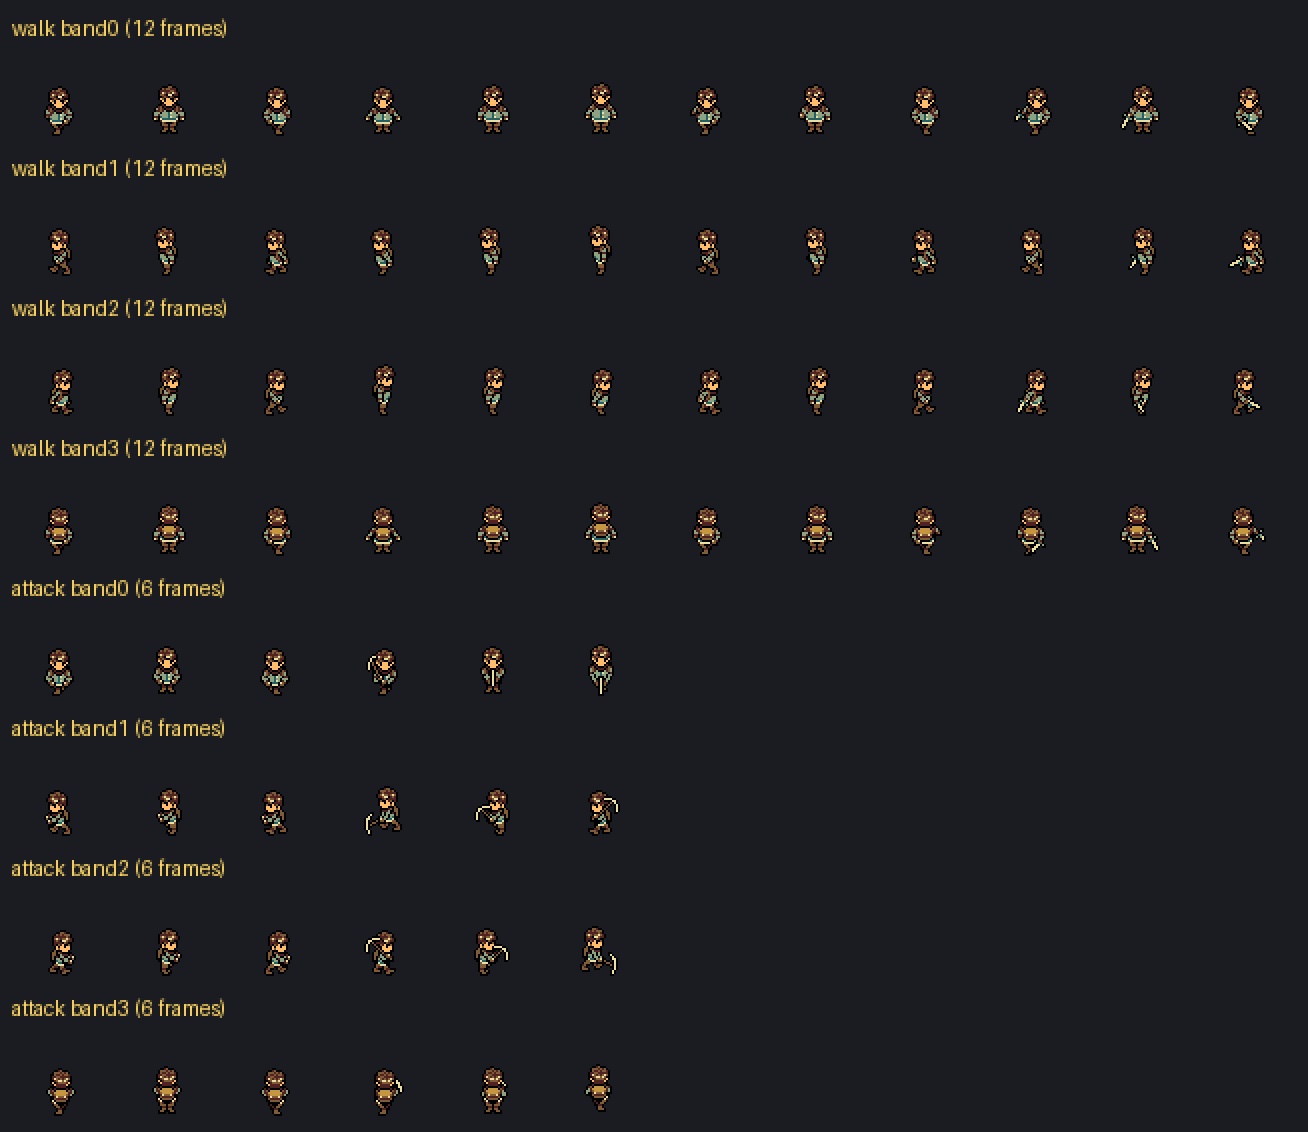 walk band0 (12 frames)
walk band1 (12 frames)
walk band2 (12 frames)
walk band3 (12 frames)
attack band0 (6 frames)
attack band1 (6 frames)
attack band2 (6 frames)
attack band3 (6 frames)